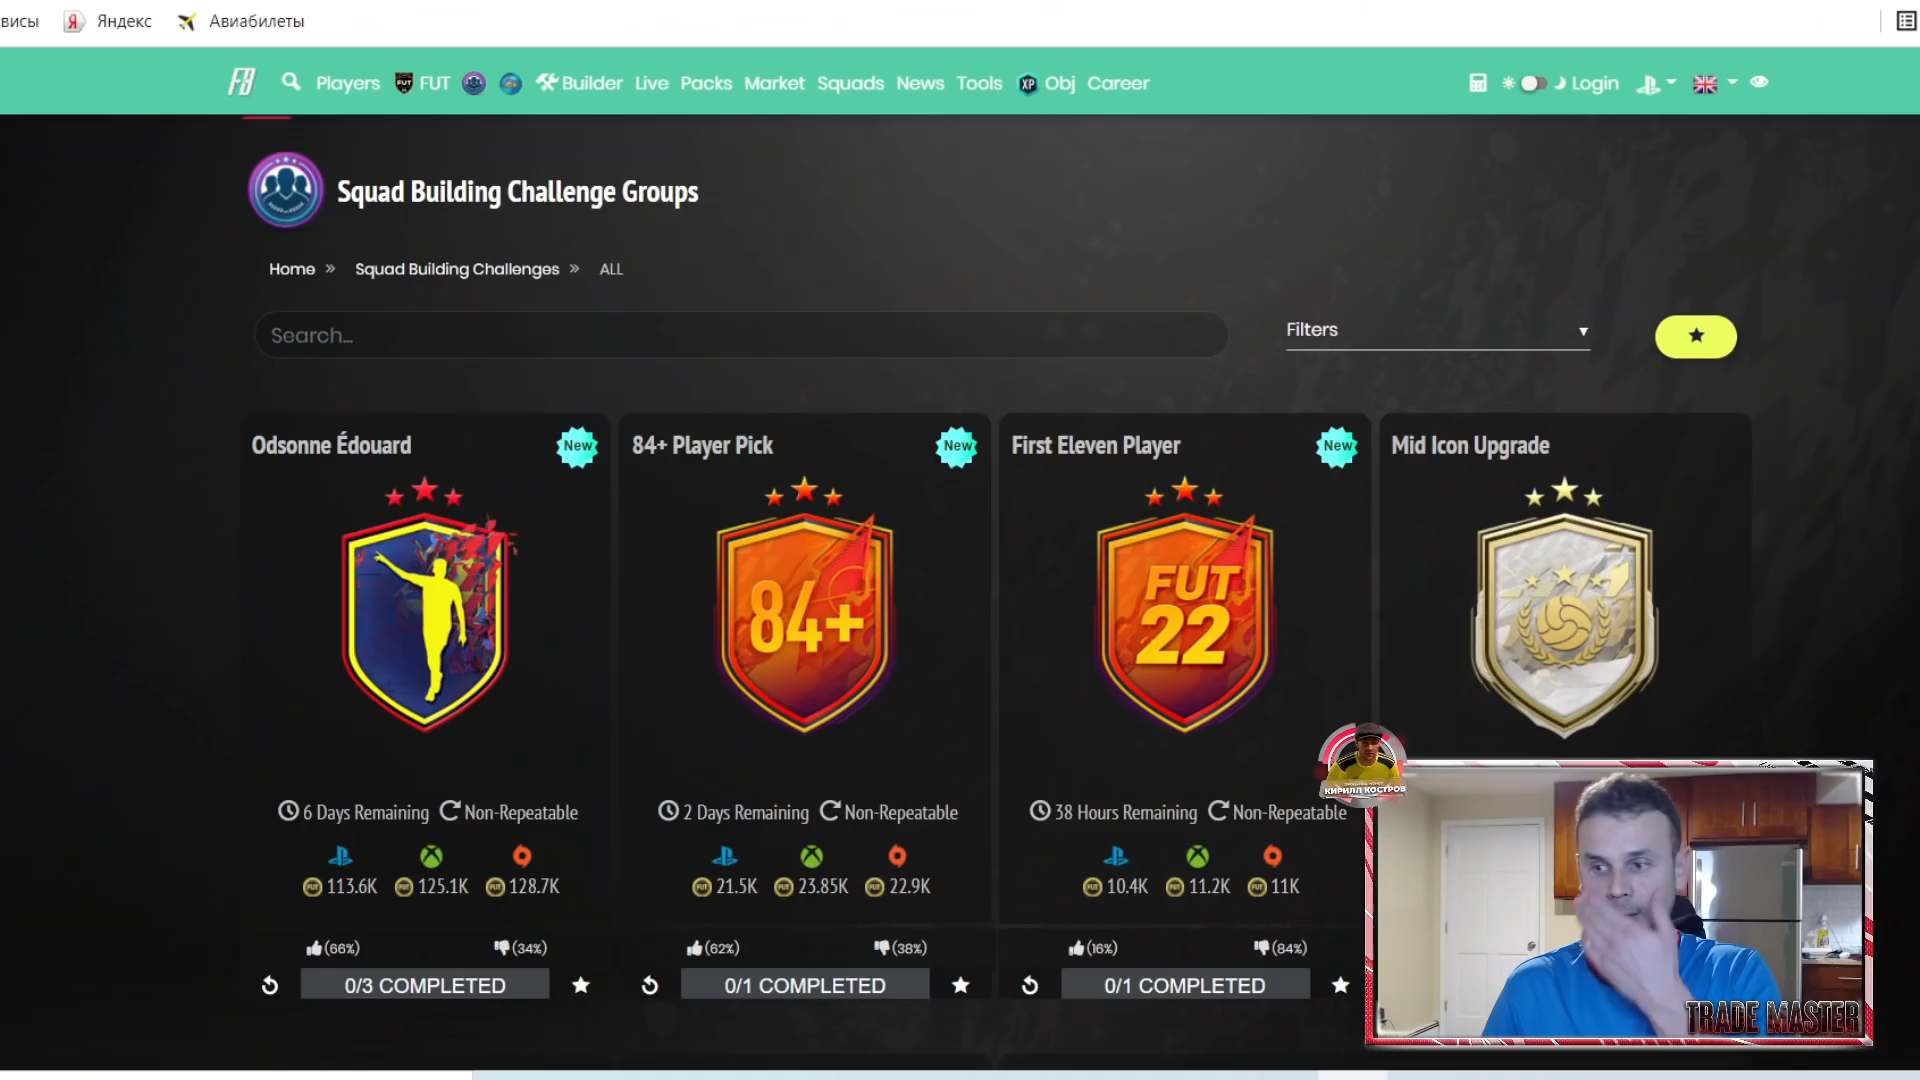 висы Яндекс Авиабилеты
FB Players FUT Builder Live Packs Market Squads News Tools XP Obj Career Login
Squad Building Challenge Groups
Home » Squad Building Challenges » ALL
Search...
Filters
Odsonne Édouard New
84+ Player Pick New
First Eleven Player New
Mid Icon Upgrade
84+
FUT
22
КИРИЛЛ КОСТРОВ
6 Days Remaining Non-Repeatable
2 Days Remaining Non-Repeatable
38 Hours Remaining Non-Repeatable
113.6K 125.1K 128.7K
21.5K 23.85K 22.9K
10.4K 11.2K 11K
(66%) (34%)
(62%) (38%)
(16%) (84%)
0/3 COMPLETED
0/1 COMPLETED
0/1 COMPLETED
TRADE MASTER